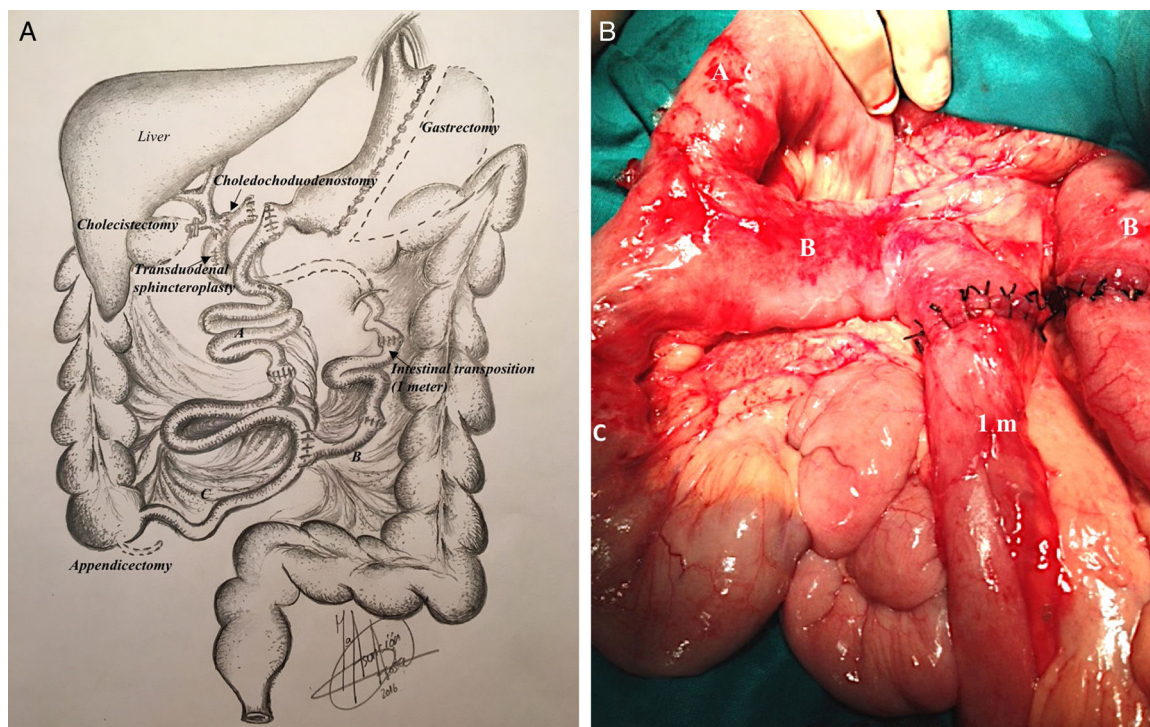 A
Liver
Gastrectomy
Choledochoduodenostomy
Cholecistectomy
Transduodenal
sphincteroplasty
A
Intestinal transposition
(1 meter)
B
C
Appendicectomy
2016
B
A
B
B
1 m
C